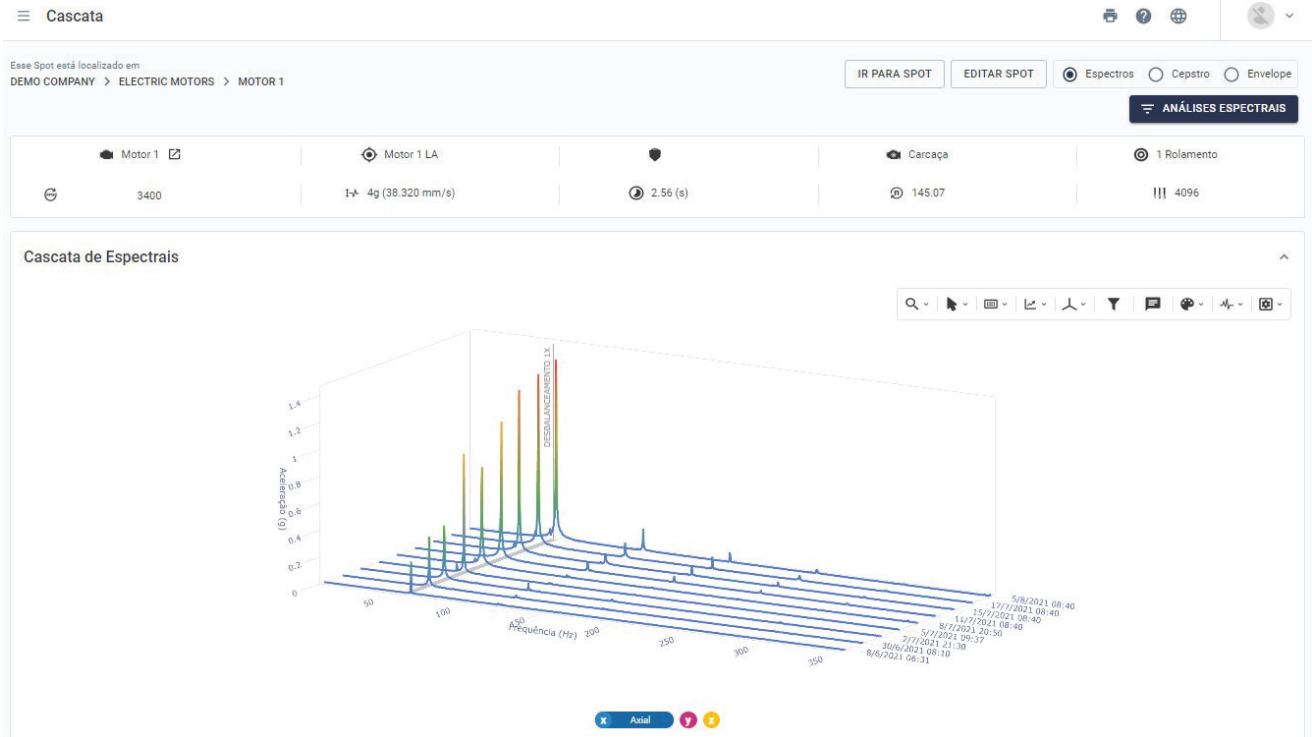 Cascata
Esse Spot está localizado em
DEMO COMPANY > ELECTRIC MOTORS > MOTOR 1
IR PARA SPOT
EDITAR SPOT
Espectros
Cepstro
Envelope
ANÁLISES ESPECTRAIS
Motor 1
Motor 1 LA
Carcaça
1 Rolamento
3400
4g (38.320 mm/s)
2.56 (s)
145.07
4096
Cascata de Espectrais
DESBALANCEAMENTO 1X
1.4
1.2
1
0.8
0.6
0.4
0.2
0
Aceleração (g)
50
100
150
200
250
300
350
Frequência (Hz)
5/8/2021 08:40
17/7/2021 08:40
15/7/2021 08:40
11/7/2021 08:40
8/7/2021 20:50
5/7/2021 09:37
2/7/2021 21:30
30/6/2021 08:10
8/6/2021 06:31
x Axial y z